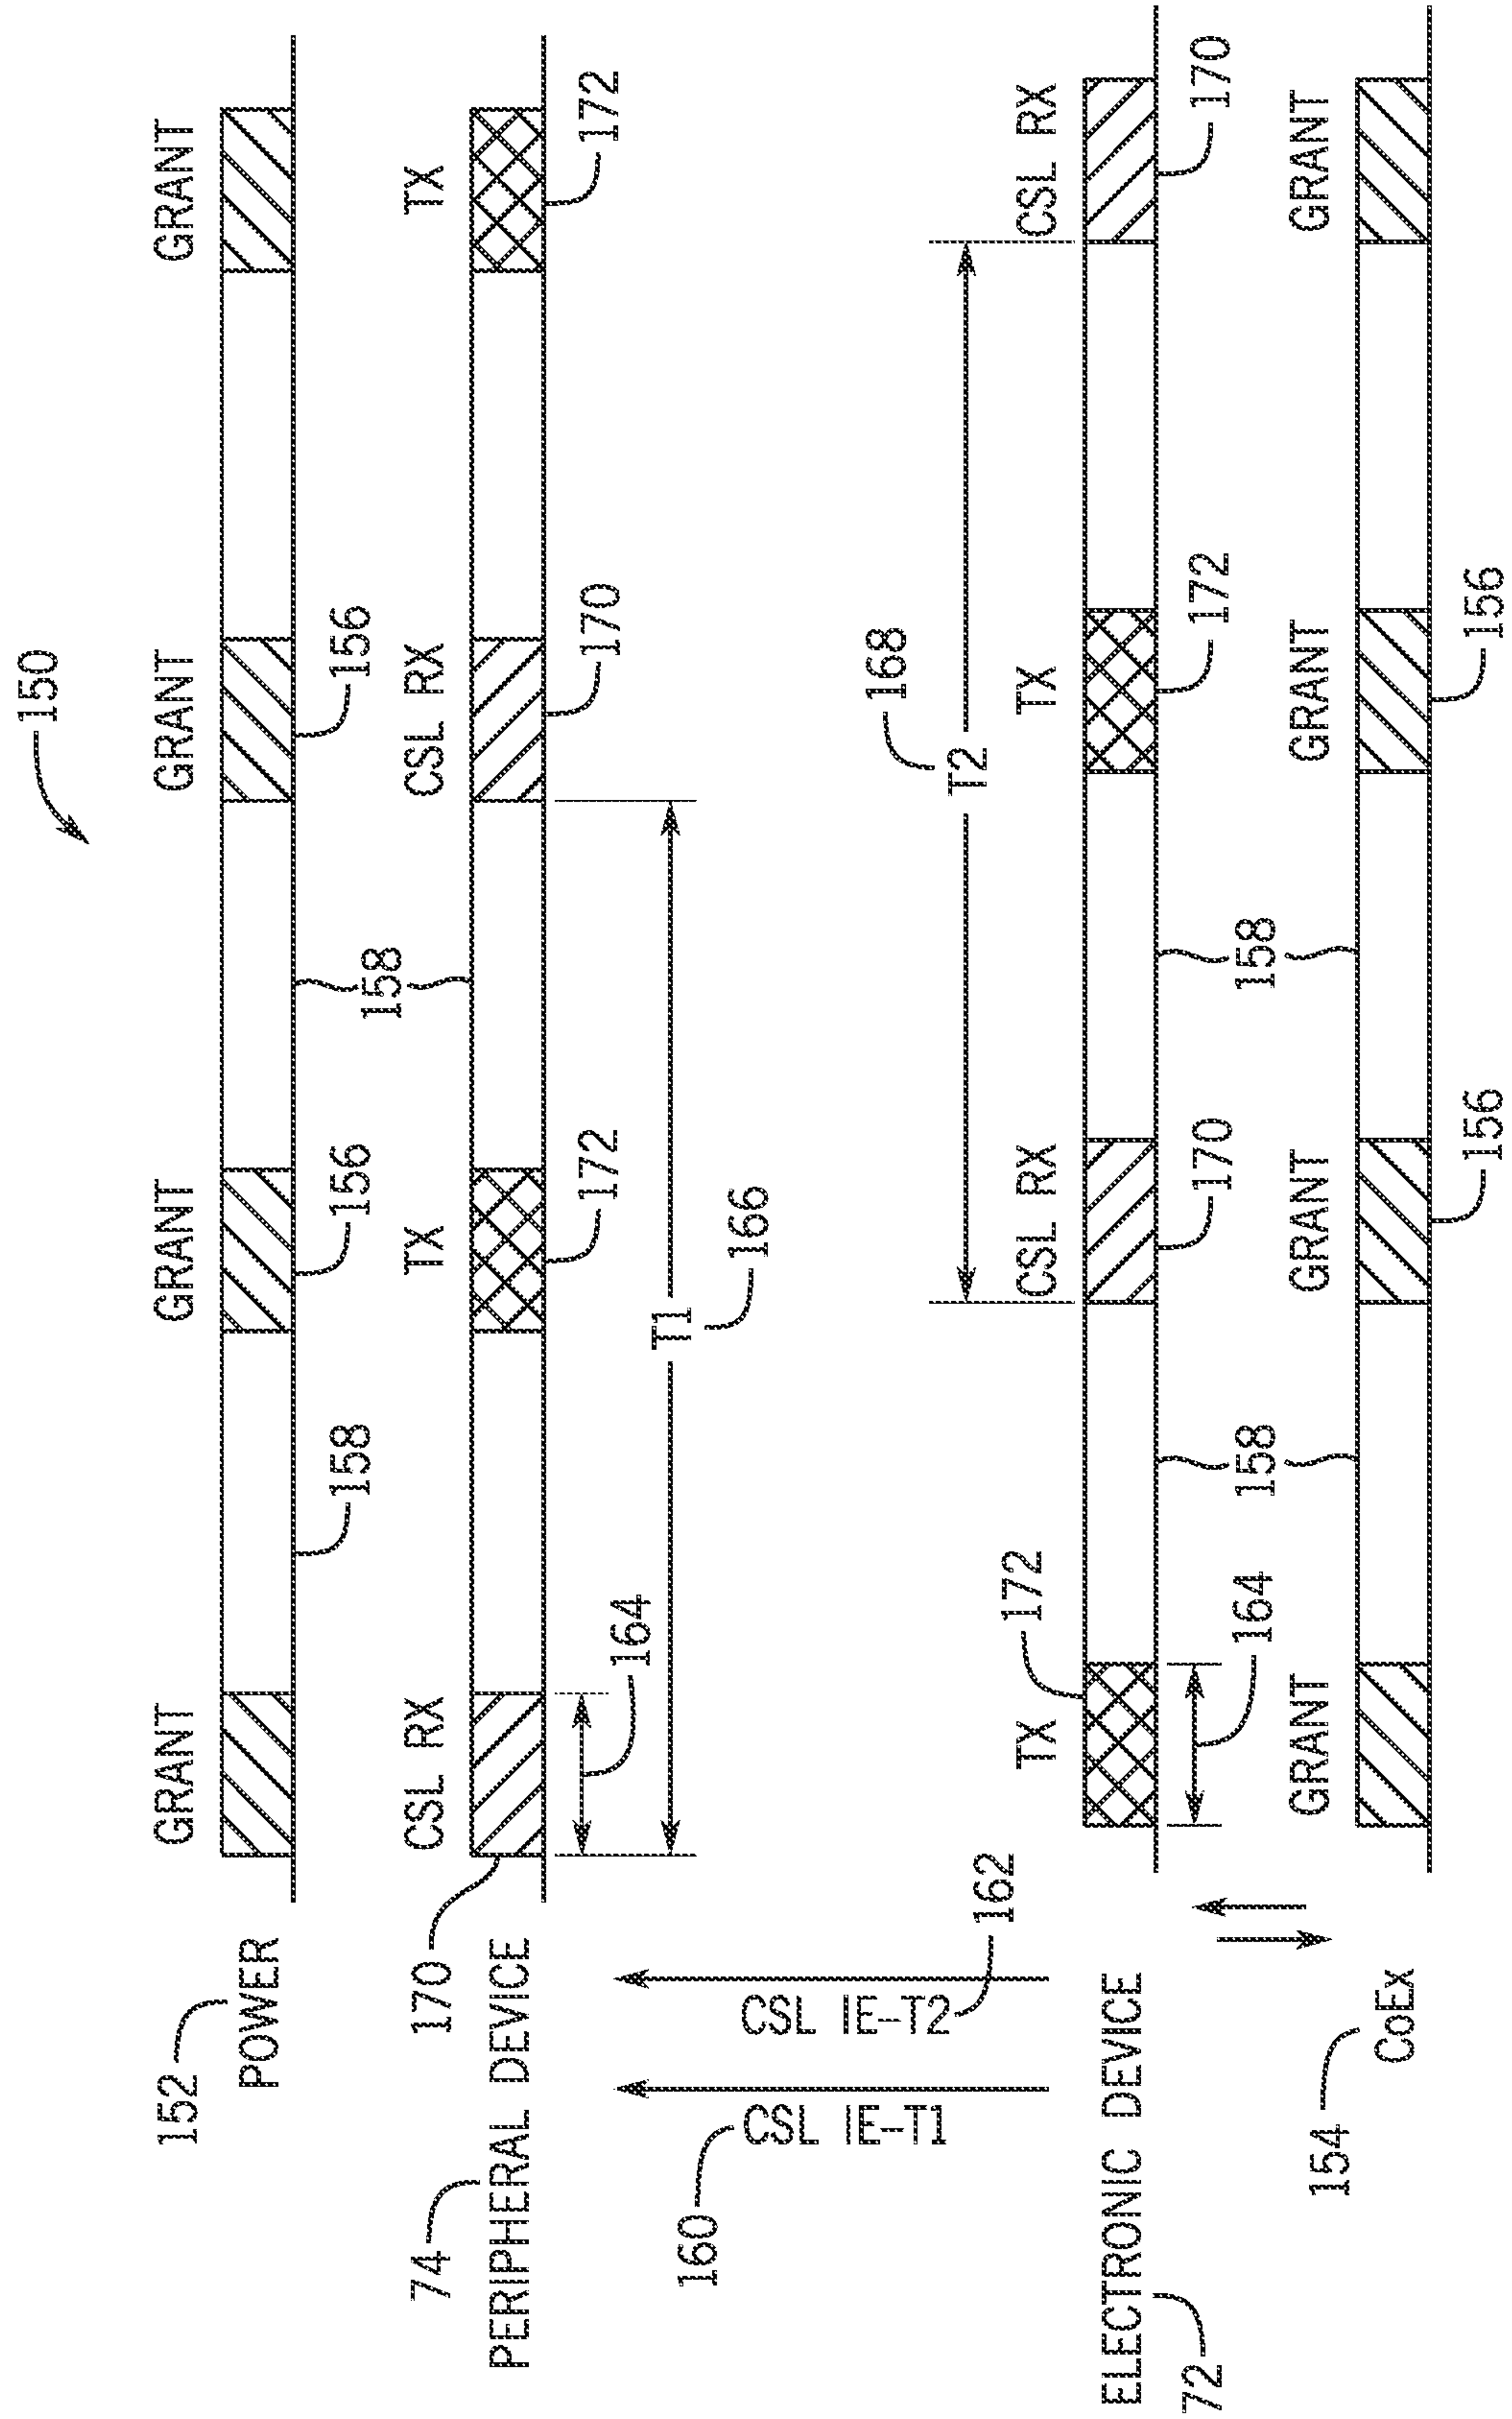 150
152
POWER
GRANT
GRANT
GRANT
GRANT
158
156
158
156
74
PERIPHERAL DEVICE
170
CSL RX
TX
CSL RX
TX
164
172
170
172
T1
166
160
CSL IE-T1
CSL IE-T2
162
168
T2
172
ELECTRONIC DEVICE
72
TX
CSL RX
TX
CSL RX
164
158
170
158
172
170
154
CoEx
GRANT
GRANT
GRANT
GRANT
156
156